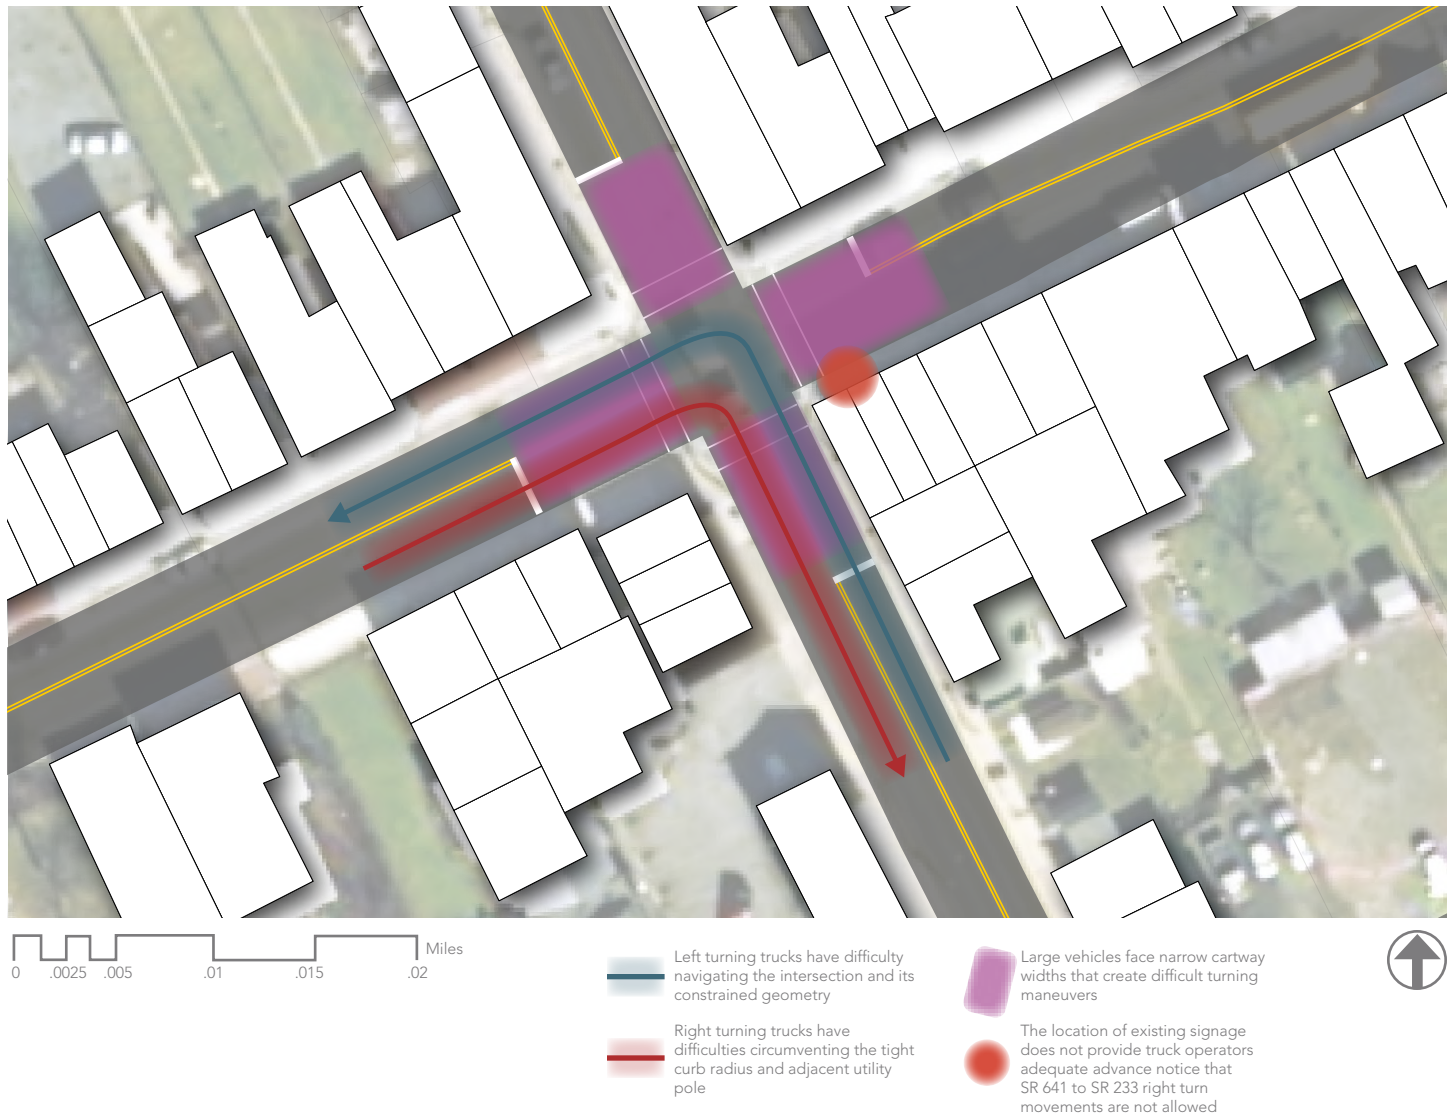 Miles
0 .0025 .005 .01 .015 .02
Left turning trucks have difficulty
navigating the intersection and its
constrained geometry
Right turning trucks have
difficulties circumventing the tight
curb radius and adjacent utility
pole
Large vehicles face narrow cartway
widths that create difficult turning
maneuvers
The location of existing signage
does not provide truck operators
adequate advance notice that
SR 641 to SR 233 right turn
movements are not allowed